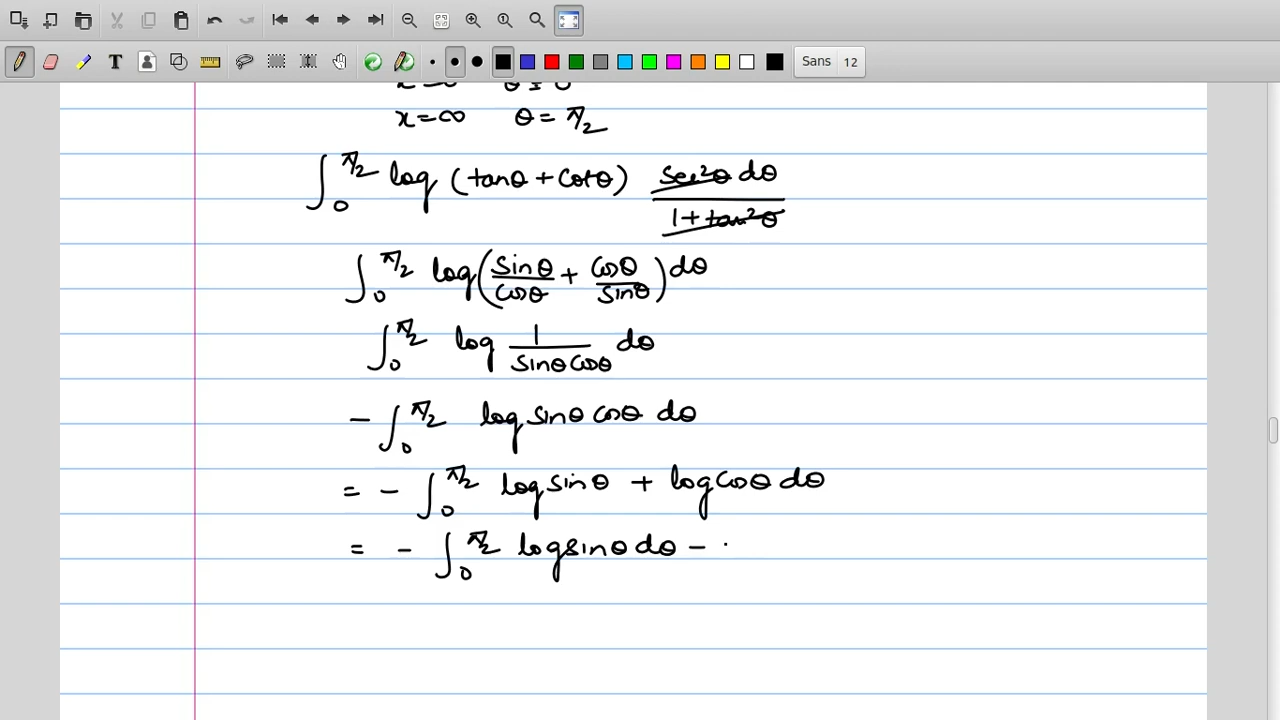 T Sans 12
x=0 θ = 0
x=∞ θ = π/2
∫₀^{π/2} log (tanθ + cotθ) sec²θ dθ / 1+tan²θ
∫₀^{π/2} log(sinθ/cosθ + cosθ/sinθ) dθ
∫₀^{π/2} log 1/sinθcosθ dθ
- ∫₀^{π/2} log sinθ cosθ dθ
= - ∫₀^{π/2} log sinθ + log cosθ dθ
= - ∫₀^{π/2} log sinθ dθ -